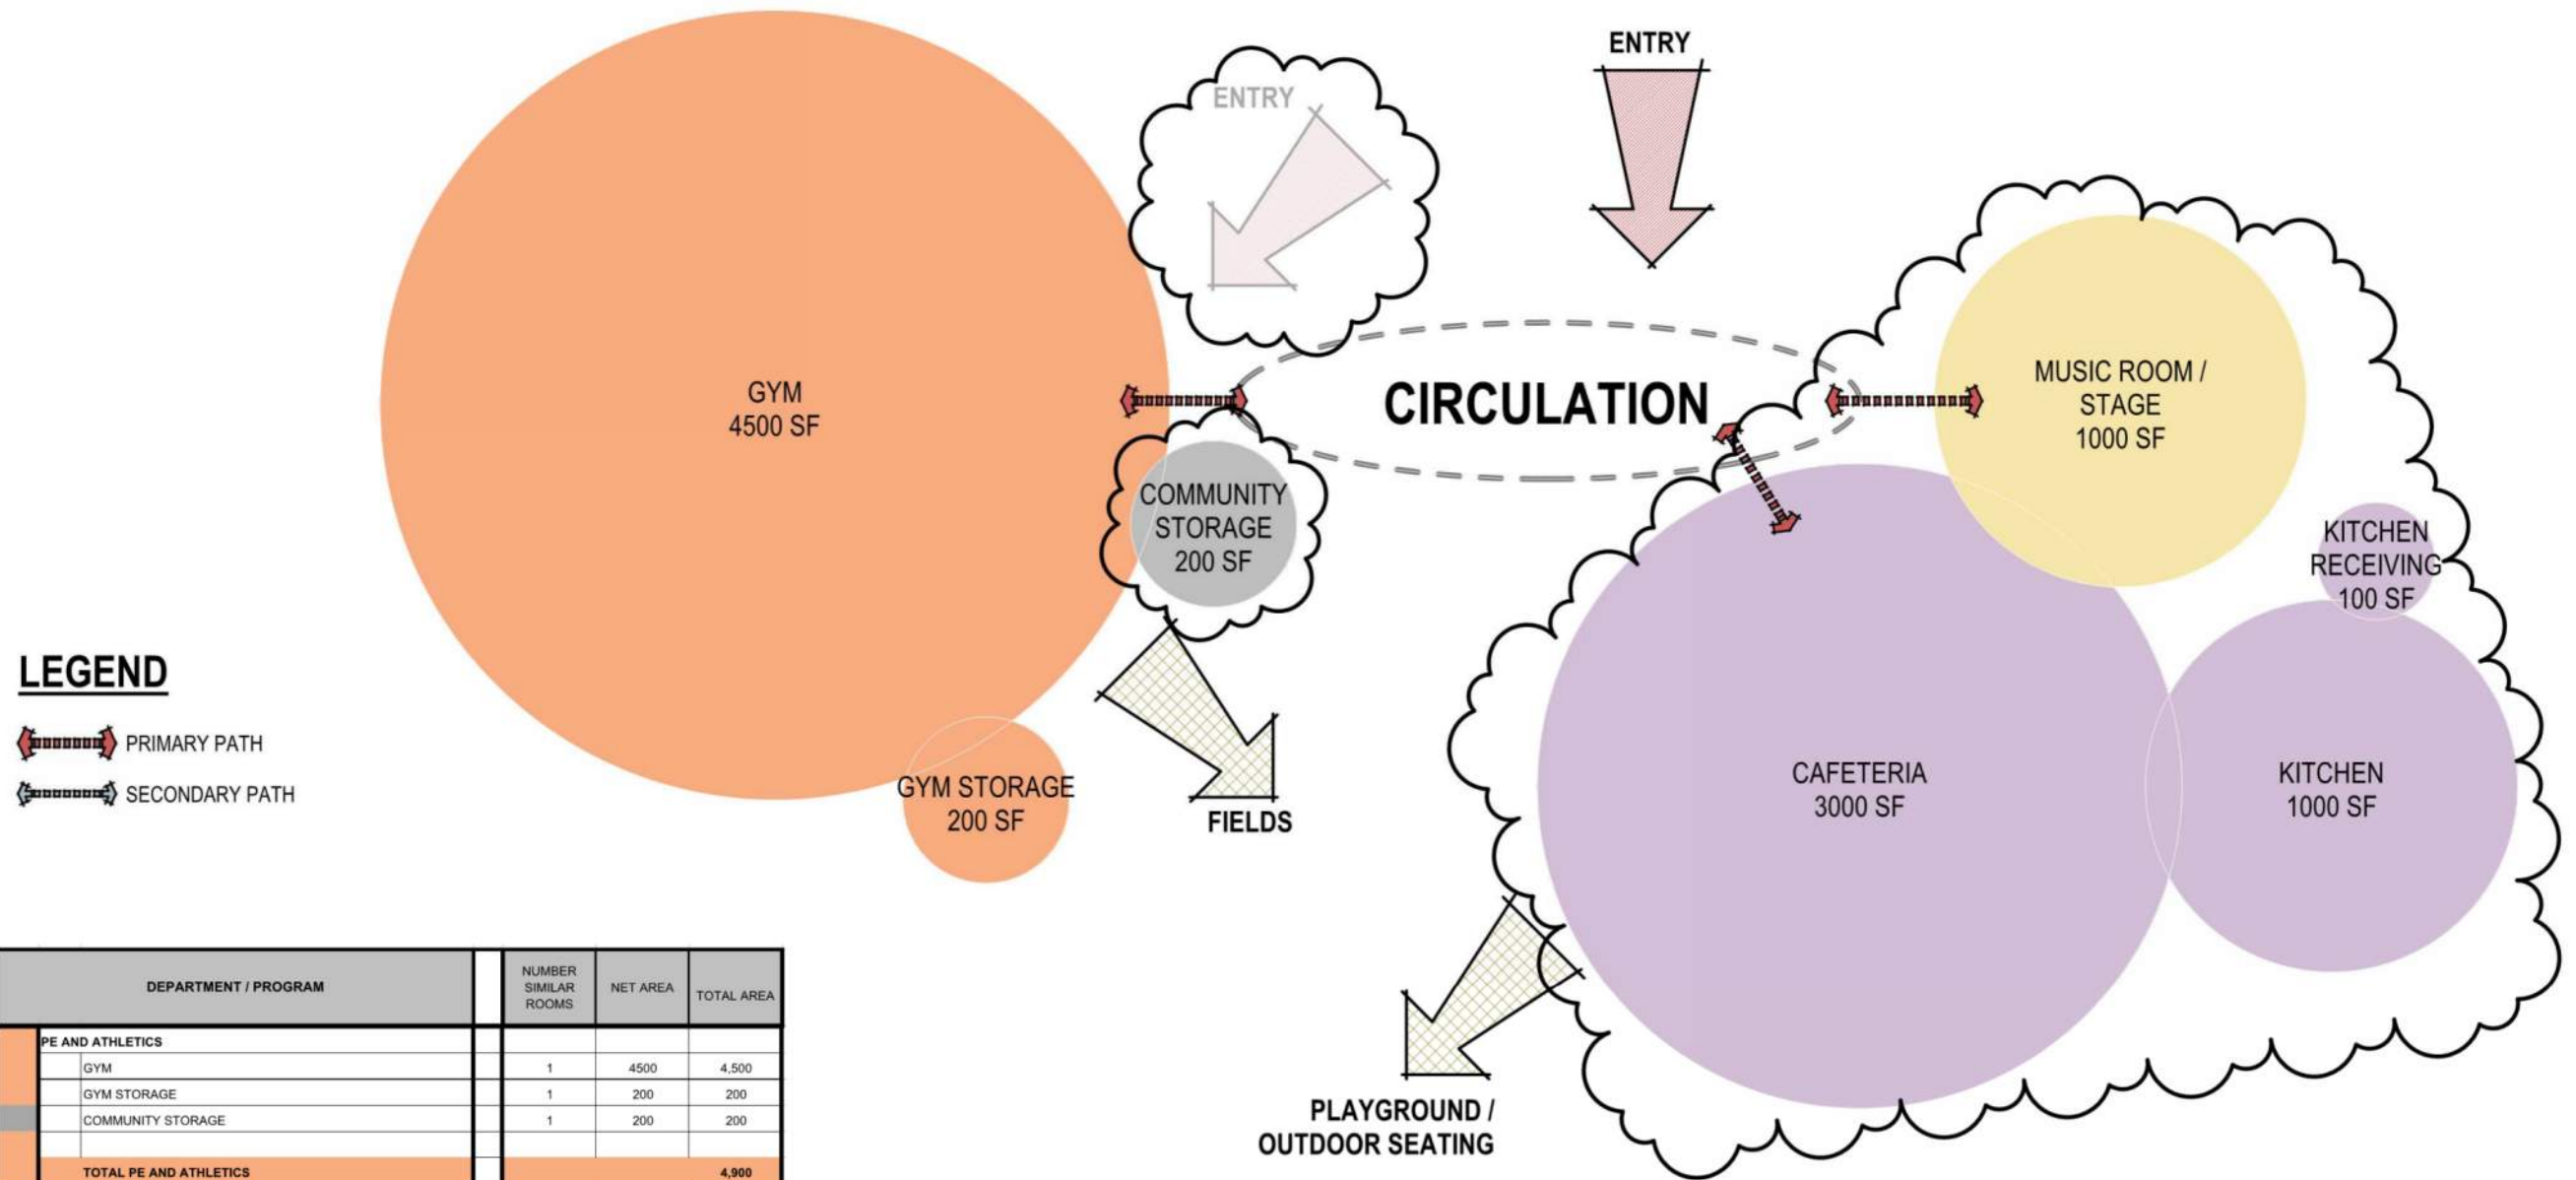 ENTRY
ENTRY
GYM
4500 SF
CIRCULATION
MUSIC ROOM /
STAGE
1000 SF
COMMUNITY
STORAGE
200 SF
KITCHEN
RECEIVING
100 SF
LEGEND
PRIMARY PATH
SECONDARY PATH
GYM STORAGE
200 SF
FIELDS
CAFETERIA
3000 SF
KITCHEN
1000 SF
PLAYGROUND /
OUTDOOR SEATING
DEPARTMENT / PROGRAM
NUMBER
SIMILAR
ROOMS
NET AREA
TOTAL AREA
PE AND ATHLETICS
GYM 1 4500 4,500
GYM STORAGE 1 200 200
COMMUNITY STORAGE 1 200 200
TOTAL PE AND ATHLETICS 4,900